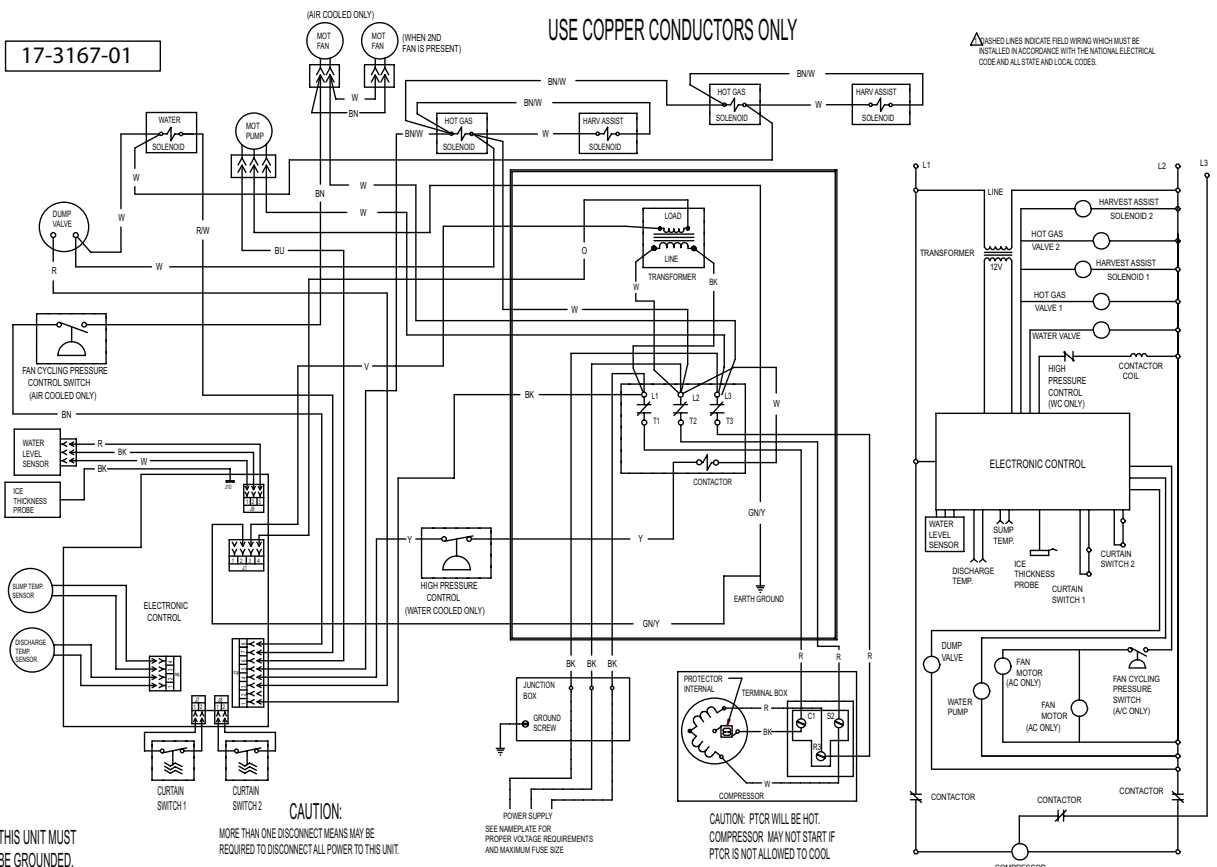 17-3167-01
USE COPPER CONDUCTORS ONLY
DASHED LINES INDICATE FIELD WIRING WHICH MUST BE
INSTALLED IN ACCORDANCE WITH THE NATIONAL ELECTRICAL
CODE AND ALL STATE AND LOCAL CODES.
(AIR COOLED ONLY)
MOT
FAN
MOT
FAN
(WHEN 2ND
FAN IS PRESENT)
W
BN
WATER
SOLENOID
MOT
PUMP
BN/W
BN/W
BN/W
HOT GAS
SOLENOID
W
HARV ASSIST
SOLENOID
BN/W
HOT GAS
SOLENOID
W
HARV ASSIST
SOLENOID
W
W
R/W
BN
W
W
BU
W
DUMP
VALVE
R
O
LOAD
LINE
TRANSFORMER
W
BK
W
V
BK
FAN CYCLING PRESSURE
CONTROL SWITCH
(AIR COOLED ONLY)
BN
WATER
LEVEL
SENSOR
R
BK
W
BK
ICE
THICKNESS
PROBE
J10
1 2 3
1 2 3 4
J1
L1
L2
L3
T1
T2
T3
W
CONTACTOR
Y
Y
HIGH PRESSURE
CONTROL
(WATER COOLED ONLY)
GN/Y
EARTH GROUND
GN/Y
SUMP TEMP.
SENSOR
DISCHARGE
TEMP.
SENSOR
ELECTRONIC
CONTROL
CURTAIN
SWITCH 1
CURTAIN
SWITCH 2
BK
BK
BK
JUNCTION
BOX
GROUND
SCREW
POWER SUPPLY
SEE NAMEPLATE FOR
PROPER VOLTAGE REQUIREMENTS
AND MAXIMUM FUSE SIZE
R
R
R
PROTECTOR
INTERNAL
TERMINAL BOX
R
BK
W
C1
S2
R3
COMPRESSOR
CAUTION: PTCR WILL BE HOT.
COMPRESSOR MAY NOT START IF
PTCR IS NOT ALLOWED TO COOL
CAUTION:
MORE THAN ONE DISCONNECT MEANS MAY BE
REQUIRED TO DISCONNECT ALL POWER TO THIS UNIT.
THIS UNIT MUST
BE GROUNDED.
L1
L2
L3
LINE
TRANSFORMER
12V
HARVEST ASSIST
SOLENOID 2
HOT GAS
VALVE 2
HARVEST ASSIST
SOLENOID 1
HOT GAS
VALVE 1
WATER VALVE
HIGH
PRESSURE
CONTROL
(WC ONLY)
CONTACTOR
COIL
ELECTRONIC CONTROL
WATER
LEVEL
SENSOR
DISCHARGE
TEMP.
SUMP
TEMP.
ICE
THICKNESS
PROBE
CURTAIN
SWITCH 1
CURTAIN
SWITCH 2
DUMP
VALVE
WATER
PUMP
FAN
MOTOR
(AC ONLY)
FAN
MOTOR
(AC ONLY)
FAN CYCLING
PRESSURE
SWITCH
(A/C ONLY)
CONTACTOR
CONTACTOR
CONTACTOR
COMPRESSOR